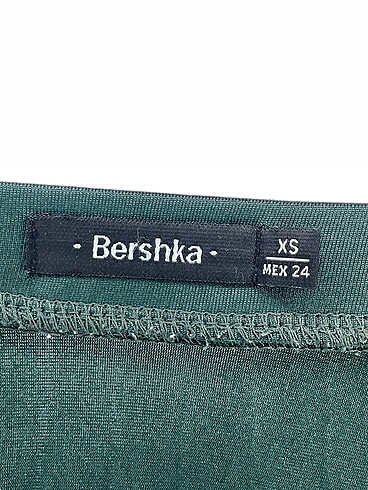 · Bershka ·
XS
MEX 24